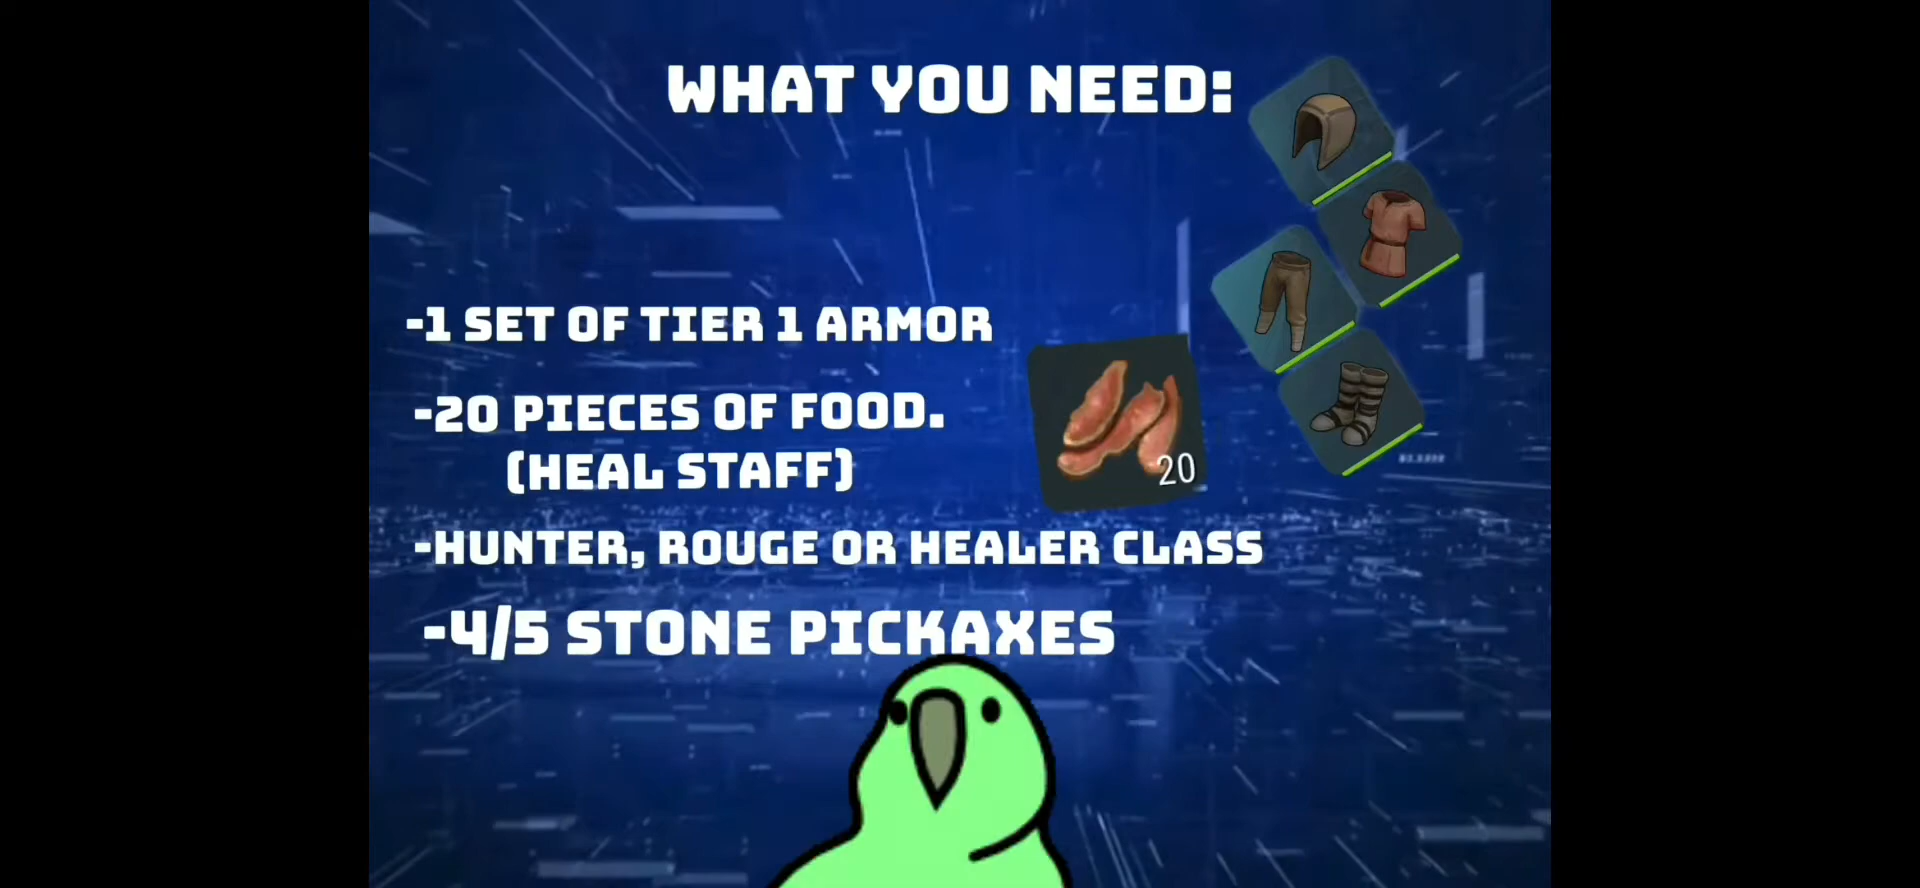 WHAT YOU NEED:
-1 SET OF TIER 1 ARMOR
-20 PIECES OF FOOD.
(HEAL STAFF)
20
-HUNTER, ROUGE OR HEALER CLASS
-4/5 STONE PICKAXES